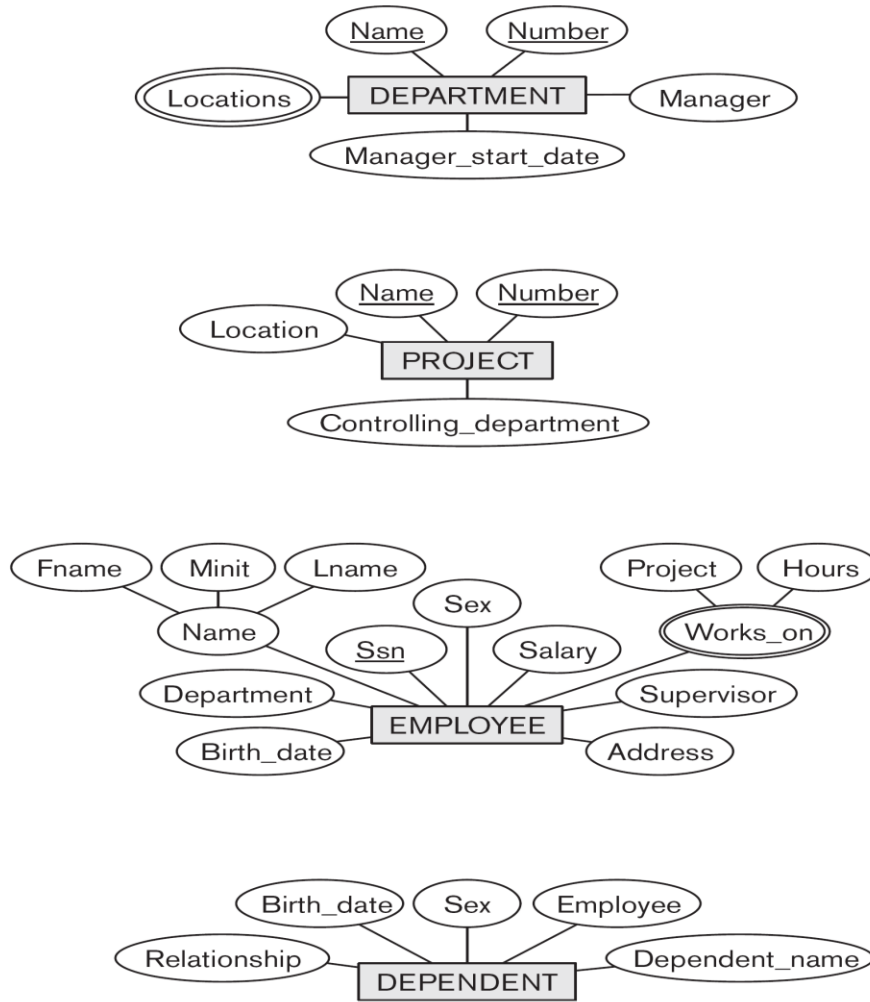 Name Number
Locations DEPARTMENT Manager
Manager_start_date
Name Number
Location
PROJECT
Controlling_department
Fname Minit Lname Project Hours
Sex
Name Works_on
Ssn Salary
Department Supervisor
EMPLOYEE
Birth_date Address
Birth_date Sex Employee
Relationship Dependent_name
DEPENDENT